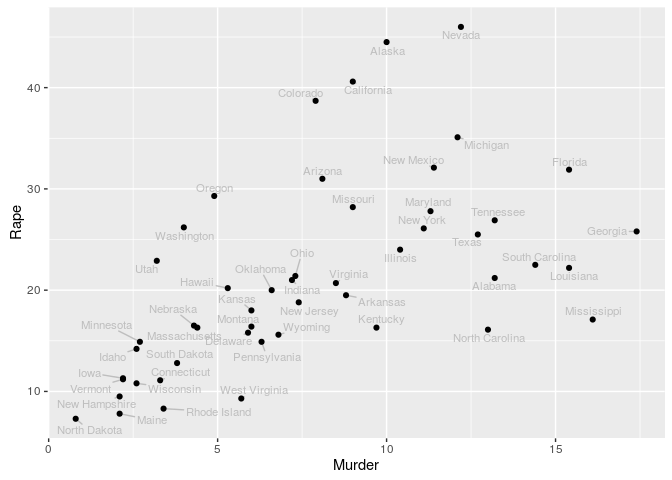 Nevada
Alaska
California
Colorado
Michigan
New Mexico
Florida
Arizona
Oregon
Missouri
Maryland
Tennessee
New York
Georgia
Washington
Texas
Ohio
Illinois
South Carolina
Utah
Oklahoma
Virginia
Louisiana
Hawaii
Indiana
Alabama
Kansas
Arkansas
Nebraska
New Jersey
Mississippi
Montana
Kentucky
Minnesota
Wyoming
Massachusetts
Delaware
North Carolina
Idaho
South Dakota
Pennsylvania
Iowa
Connecticut
Vermont
Wisconsin
West Virginia
New Hampshire
Rhode Island
Maine
North Dakota
40
30
20
10
0
5
10
15
Murder
Rape